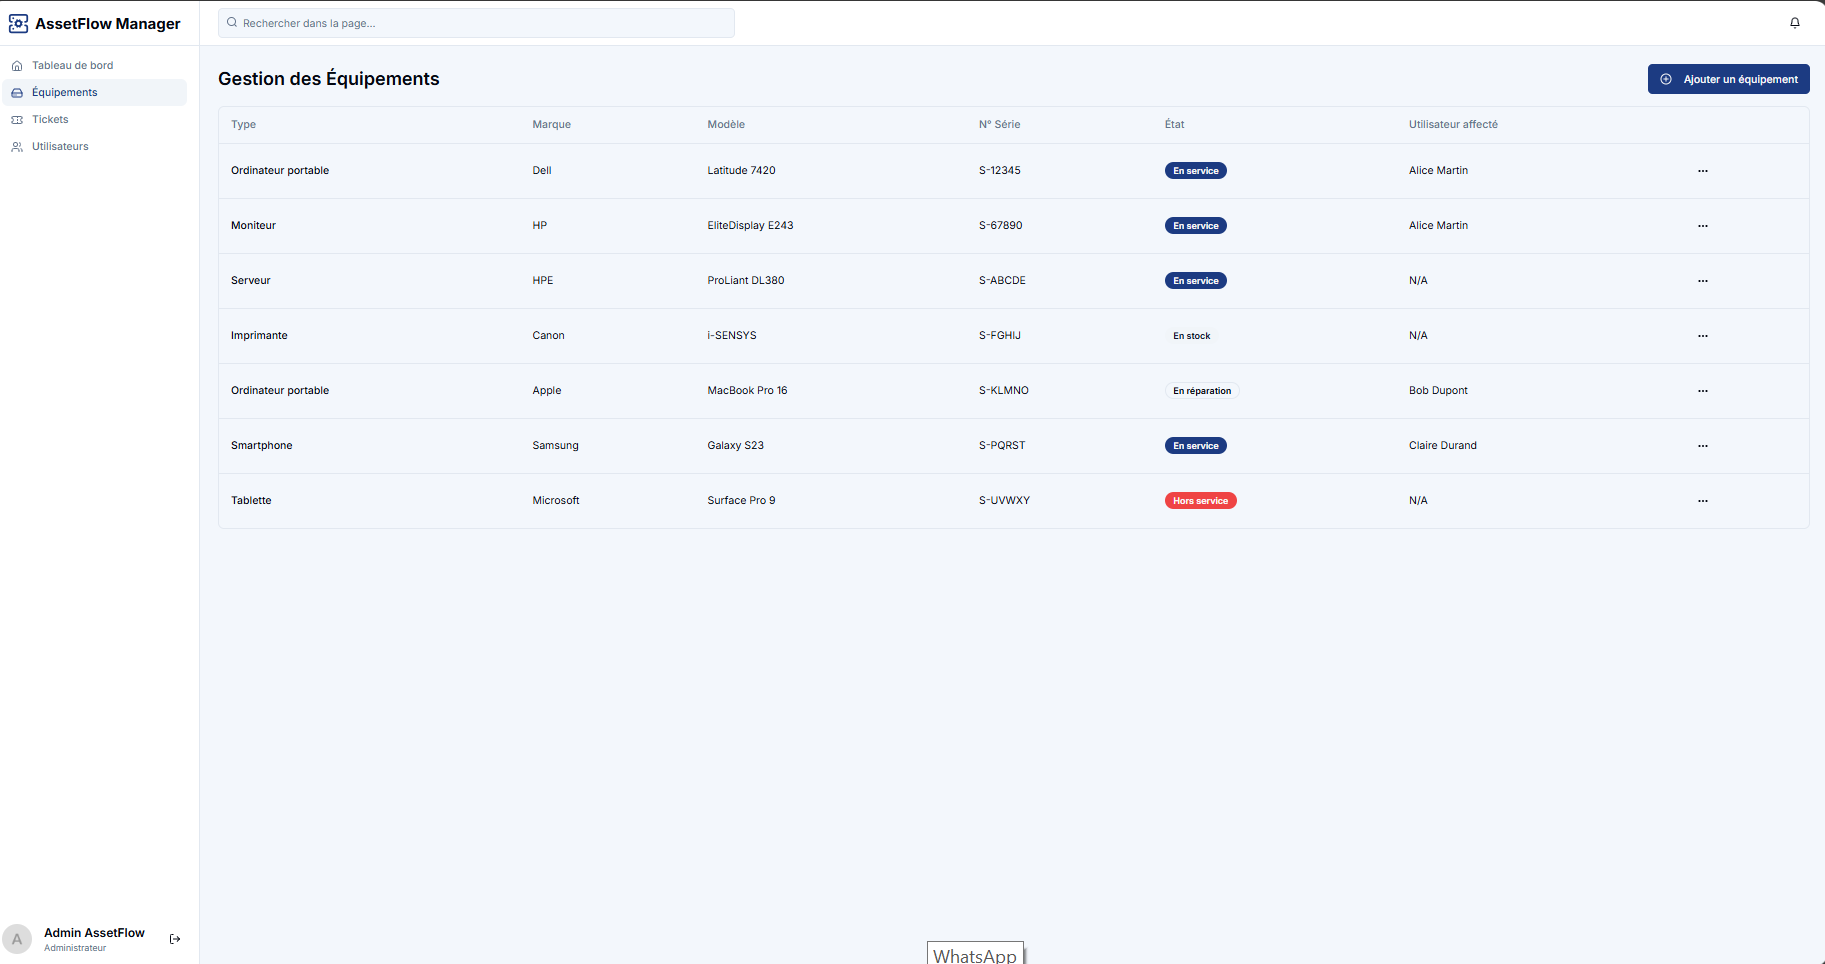 AssetFlow Manager
Rechercher dans la page...
Tableau de bord
Équipements
Tickets
Utilisateurs
Gestion des Équipements
Ajouter un équipement
Type Marque Modèle N° Série État Utilisateur affecté
Ordinateur portable Dell Latitude 7420 S-12345 En service Alice Martin ...
Moniteur HP EliteDisplay E243 S-67890 En service Alice Martin ...
Serveur HPE ProLiant DL380 S-ABCDE En service N/A ...
Imprimante Canon i-SENSYS S-FGHIJ En stock N/A ...
Ordinateur portable Apple MacBook Pro 16 S-KLMNO En réparation Bob Dupont ...
Smartphone Samsung Galaxy S23 S-PQRST En service Claire Durand ...
Tablette Microsoft Surface Pro 9 S-UVWXY Hors service N/A ...
A
Admin AssetFlow
Administrateur
WhatsApp